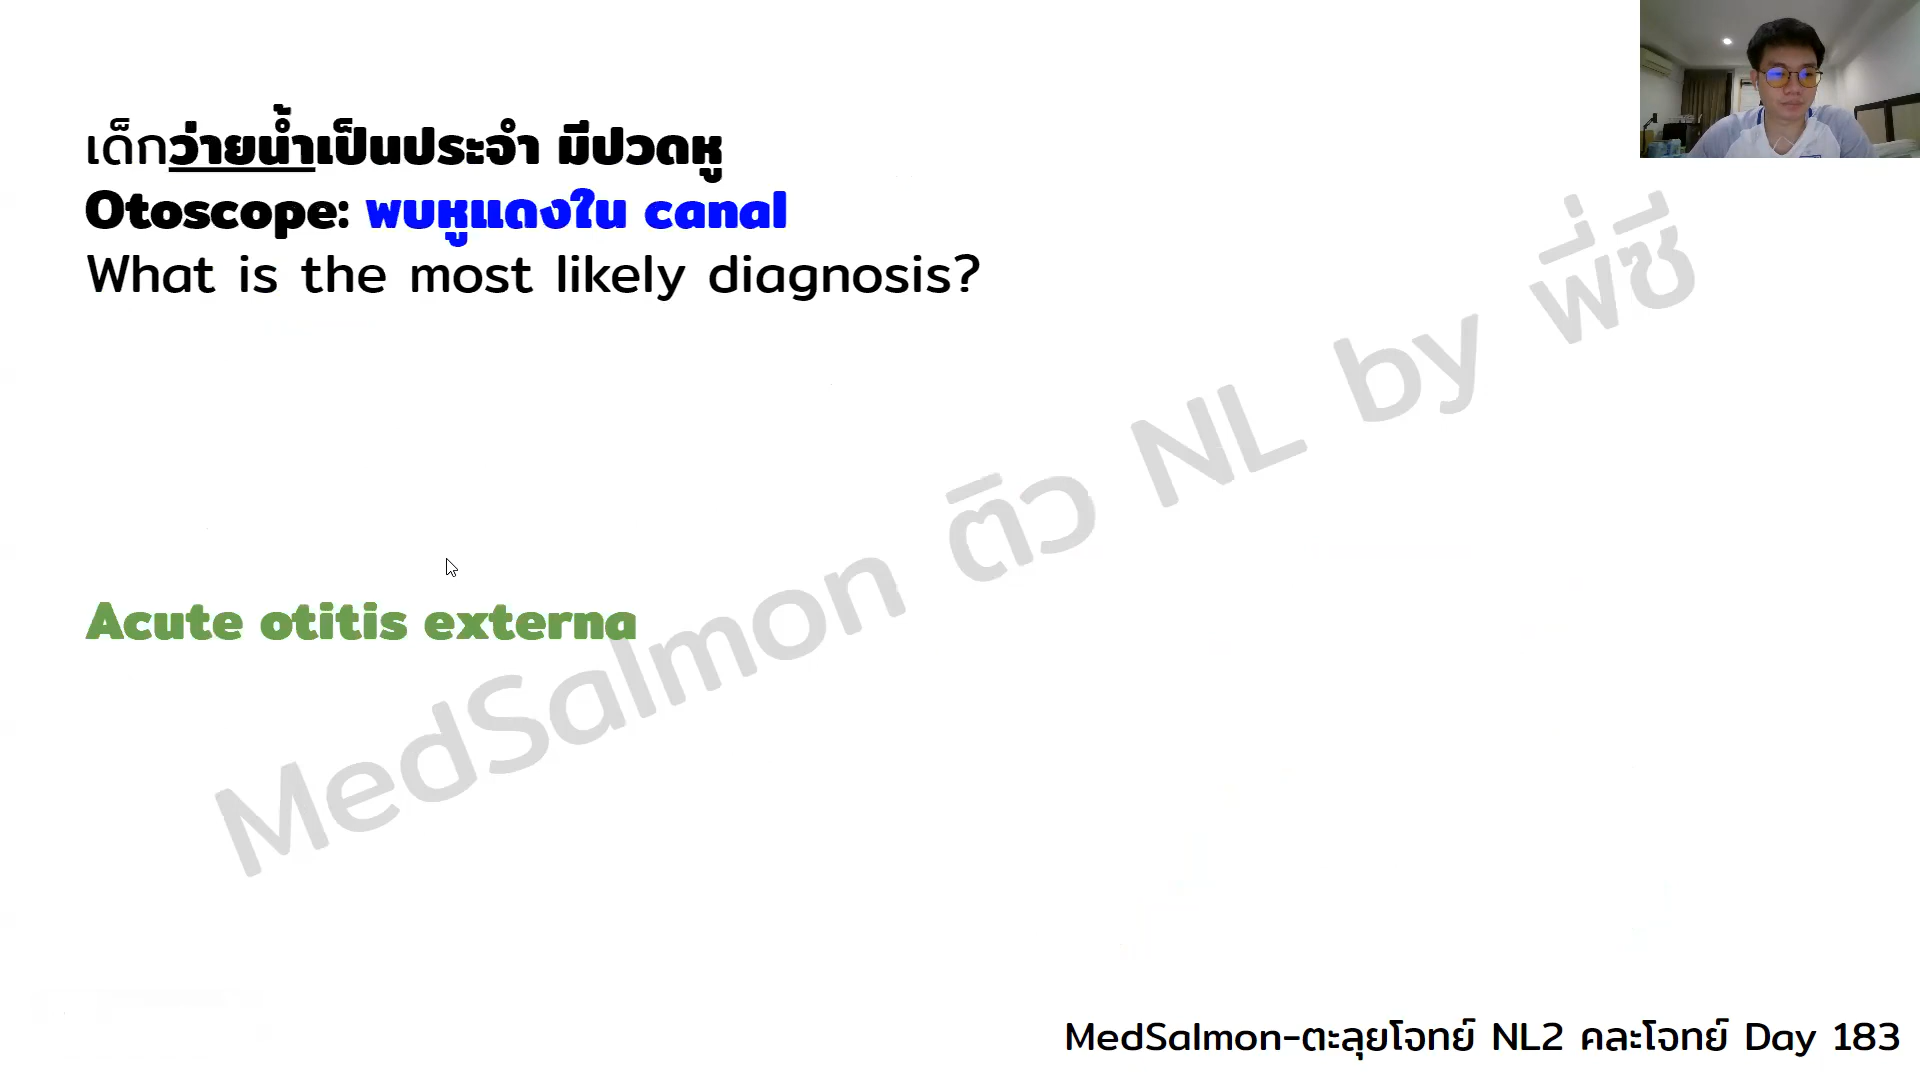 เด็กว่ายน้ำเป็นประจำ มีปวดหู
Otoscope: พบหูแดงใน canal
What is the most likely diagnosis?
Acute otitis externa
MedSalmon ติว NL by พี่ซี
MedSalmon-ตะลุยโจทย์ NL2 คละโจทย์ Day 183